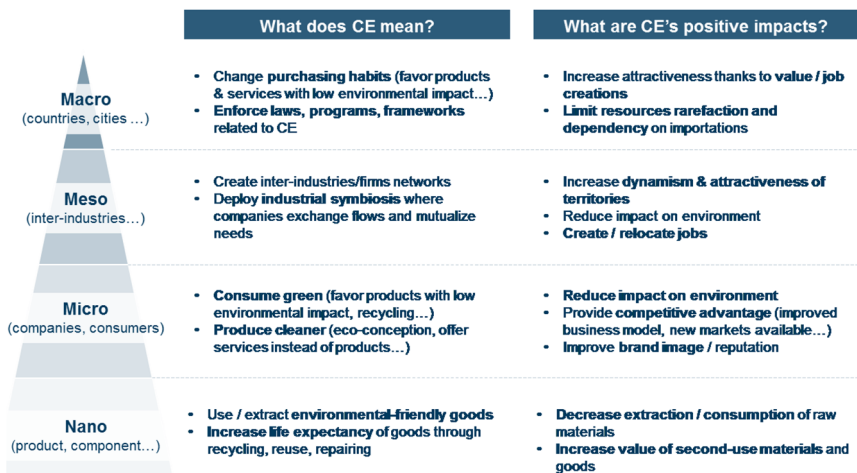 What does CE mean?
What are CE's positive impacts?
Macro
(countries, cities ...)
• Change purchasing habits (favor products
& services with low environmental impact...)
• Enforce laws, programs, frameworks
related to CE
• Increase attractiveness thanks to value / job
creations
• Limit resources rarefaction and
dependency on importations
Meso
(inter-industries...)
• Create inter-industries/firms networks
• Deploy industrial symbiosis where
companies exchange flows and mutualize
needs
• Increase dynamism & attractiveness of
territories
• Reduce impact on environment
• Create / relocate jobs
Micro
(companies, consumers)
• Consume green (favor products with low
environmental impact, recycling...)
• Produce cleaner (eco-conception, offer
services instead of products...)
• Reduce impact on environment
• Provide competitive advantage (improved
business model, new markets available...)
• Improve brand image / reputation
Nano
(product, component...)
• Use / extract environmental-friendly goods
• Increase life expectancy of goods through
recycling, reuse, repairing
• Decrease extraction / consumption of raw
materials
• Increase value of second-use materials and
goods